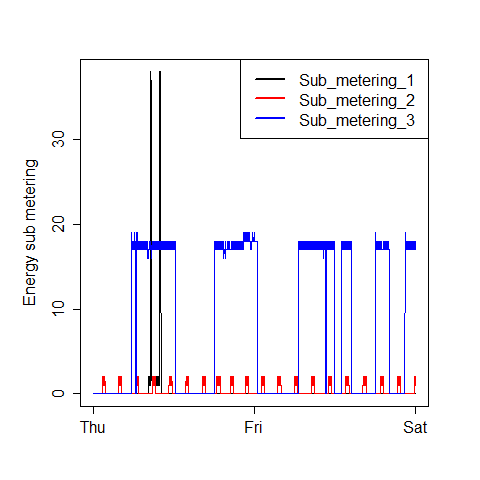 Sub_metering_1
Sub_metering_2
Sub_metering_3
Energy sub metering
30
20
10
0
Thu
Fri
Sat